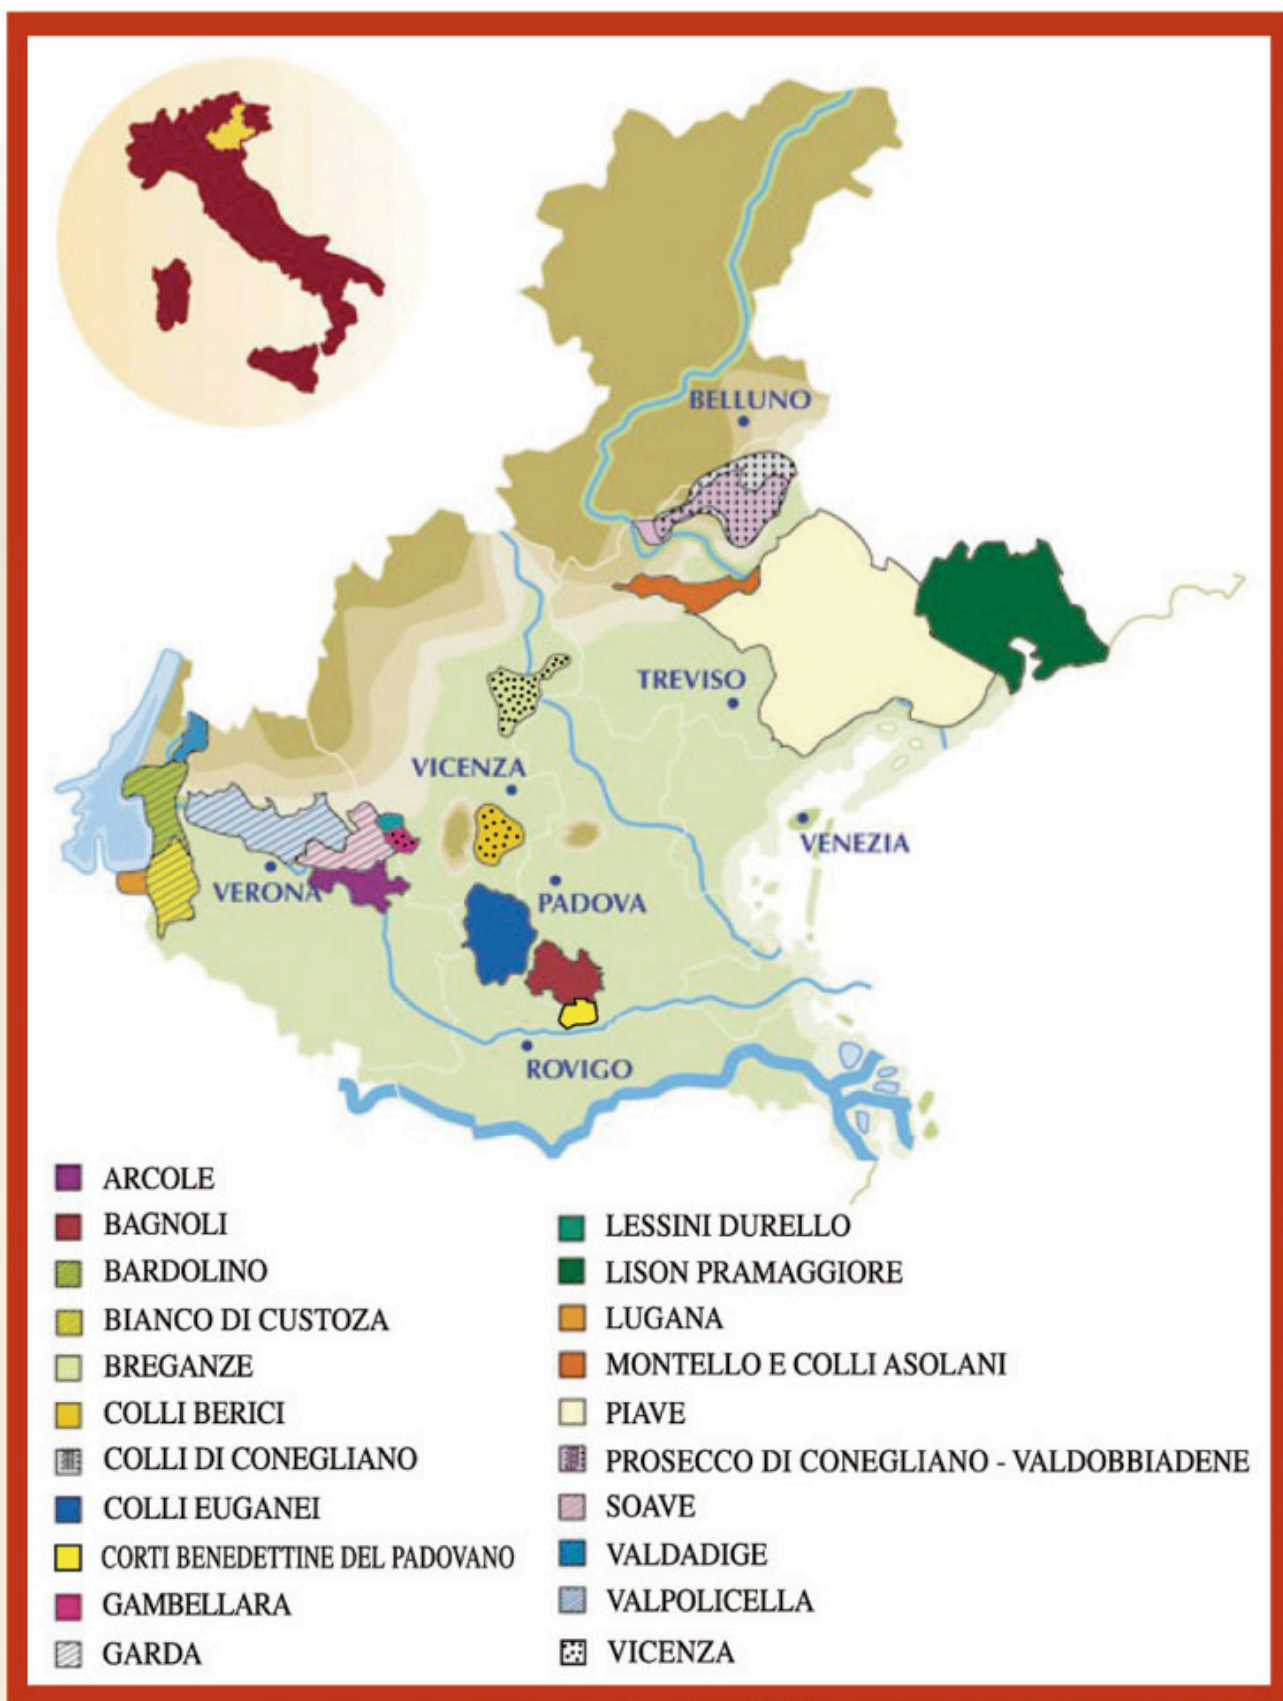 BELLUNO
TREVISO
VICENZA
VENEZIA
VERONA
PADOVA
ROVIGO
ARCOLE
BAGNOLI
BARDOLINO
BIANCO DI CUSTOZA
BREGANZE
COLLI BERICI
COLLI DI CONEGLIANO
COLLI EUGANEI
CORTI BENEDETTINE DEL PADOVANO
GAMBELLARA
GARDA
LESSINI DURELLO
LISON PRAMAGGIORE
LUGANA
MONTELLO E COLLI ASOLANI
PIAVE
PROSECCO DI CONEGLIANO - VALDOBBIADENE
SOAVE
VALDADIGE
VALPOLICELLA
VICENZA